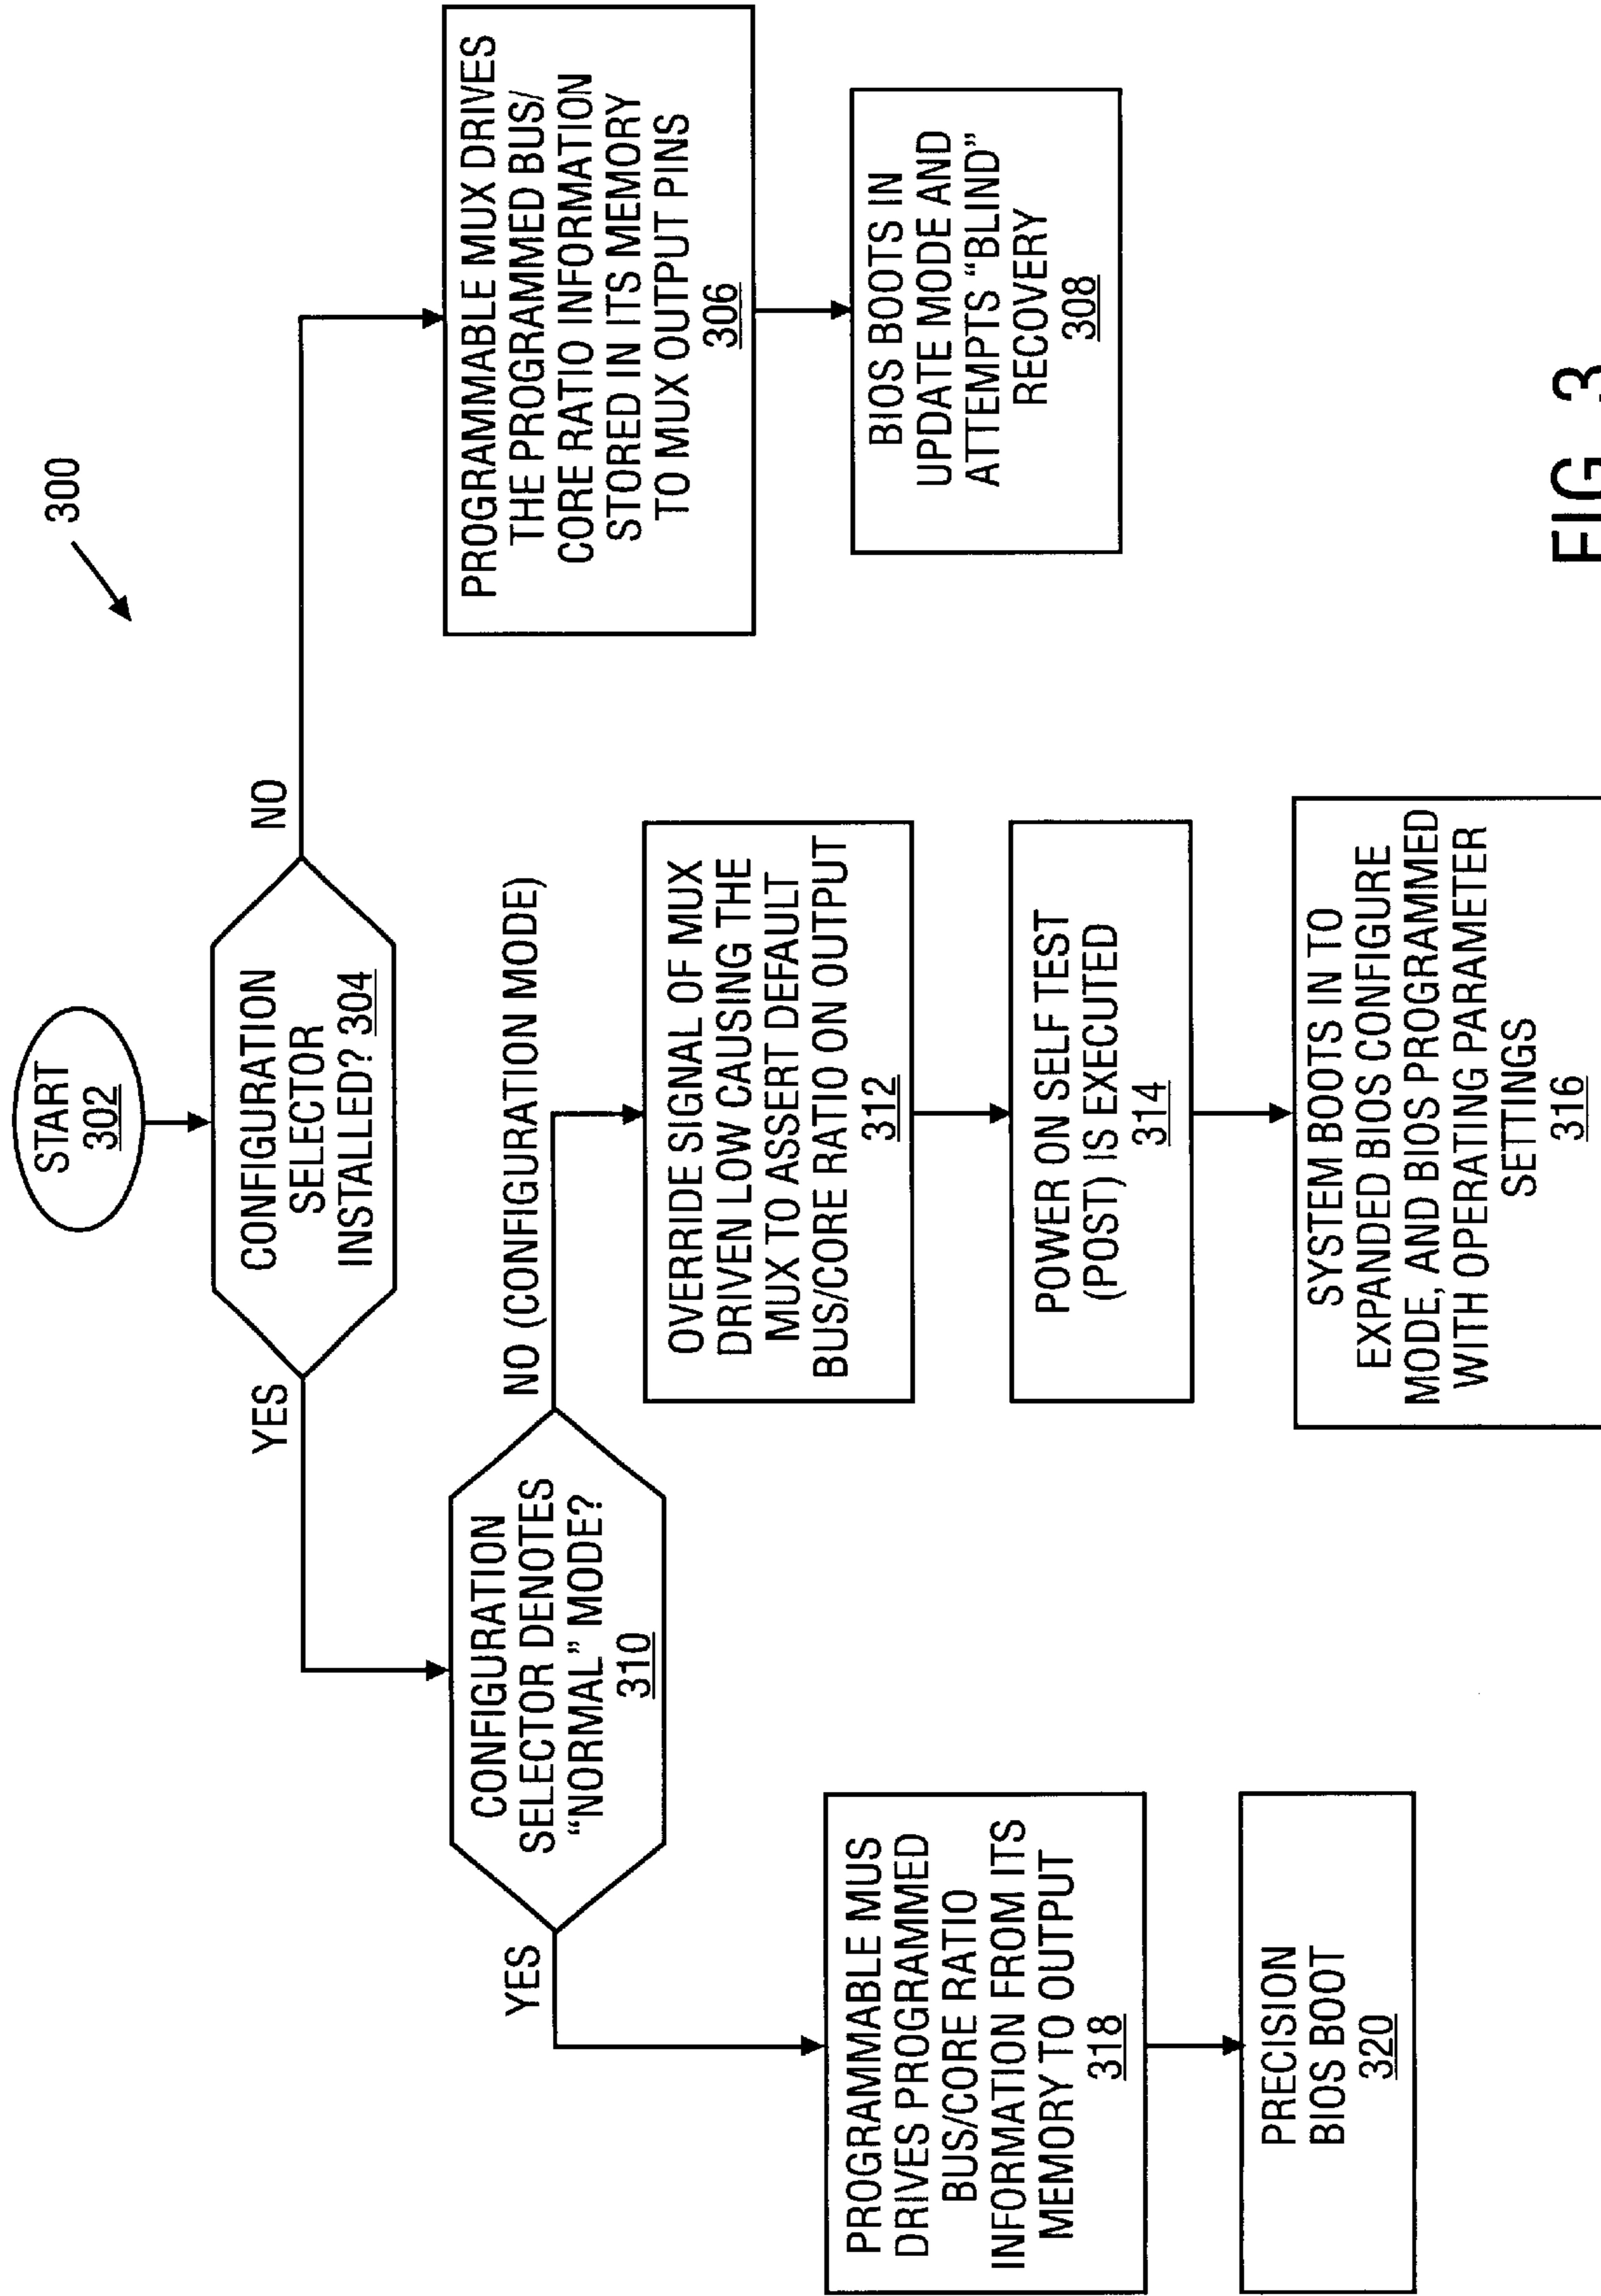 300
START
302
CONFIGURATION
SELECTOR
INSTALLED? 304
YES
NO
PROGRAMMABLE MUX DRIVES
THE PROGRAMMED BUS/
CORE RATIO INFORMATION
STORED IN ITS MEMORY
TO MUX OUTPUT PINS
306
BIOS BOOTS IN
UPDATE MODE AND
ATTEMPTS “BLIND”
RECOVERY
308
CONFIGURATION
SELECTOR DENOTES
“NORMAL” MODE?
310
YES
NO (CONFIGURATION MODE)
OVERRIDE SIGNAL OF MUX
DRIVEN LOW CAUSING THE
MUX TO ASSERT DEFAULT
BUS/CORE RATIO ON OUTPUT
312
POWER ON SELF TEST
(POST) IS EXECUTED
314
SYSTEM BOOTS IN TO
EXPANDED BIOS CONFIGURE
MODE, AND BIOS PROGRAMMED
WITH OPERATING PARAMETER
SETTINGS
316
PROGRAMMABLE MUS
DRIVES PROGRAMMED
BUS/CORE RATIO
INFORMATION FROM ITS
MEMORY TO OUTPUT
318
PRECISION
BIOS BOOT
320
FIG. 3